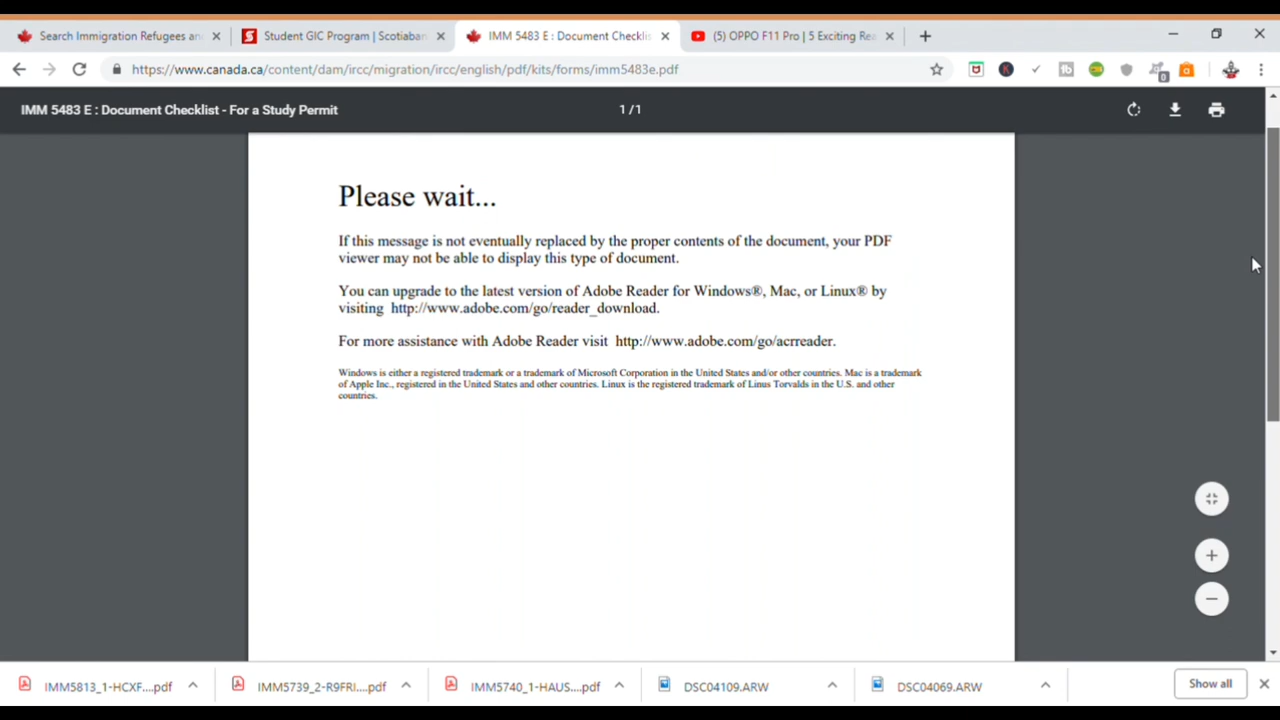 Search Immigration Refugees and
Student GIC Program | Scotiaban
IMM 5483 E : Document Checklis
(5) OPPO F11 Pro | 5 Exciting Rea
https://www.canada.ca/content/dam/ircc/migration/ircc/english/pdf/kits/forms/imm5483e.pdf
IMM 5483 E : Document Checklist - For a Study Permit
1 / 1
Please wait...
If this message is not eventually replaced by the proper contents of the document, your PDF
viewer may not be able to display this type of document.
You can upgrade to the latest version of Adobe Reader for Windows®, Mac, or Linux® by
visiting http://www.adobe.com/go/reader_download.
For more assistance with Adobe Reader visit http://www.adobe.com/go/acrreader.
Windows is either a registered trademark or a trademark of Microsoft Corporation in the United States and/or other countries. Mac is a trademark
of Apple Inc., registered in the United States and other countries. Linux is the registered trademark of Linus Torvalds in the U.S. and other
countries.
IMM5813_1-HCXF....pdf
IMM5739_2-R9FRI....pdf
IMM5740_1-HAUS....pdf
DSC04109.ARW
DSC04069.ARW
Show all